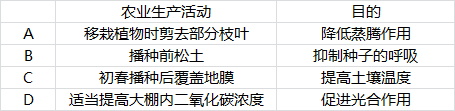 农业生产活动 目的
A 移栽植物时剪去部分枝叶 降低蒸腾作用
B 播种前松土 抑制种子的呼吸
C 初春播种后覆盖地膜 提高土壤温度
D 适当提高大棚内二氧化碳浓度 促进光合作用